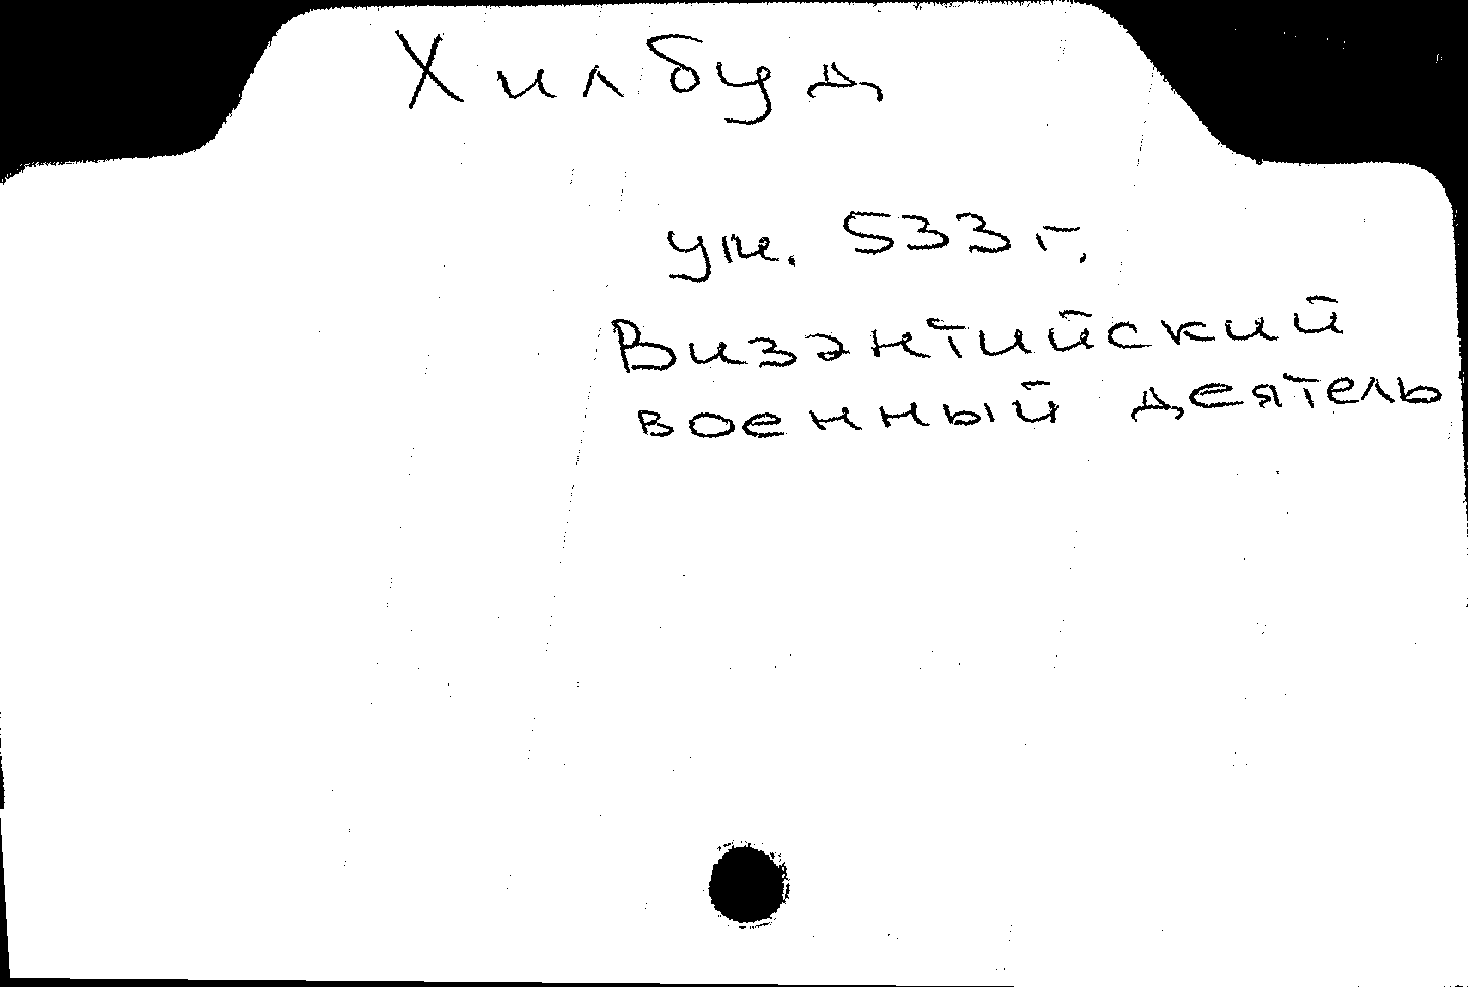 Хилбуд
ум. 533 г.
Византийский
военный деятель